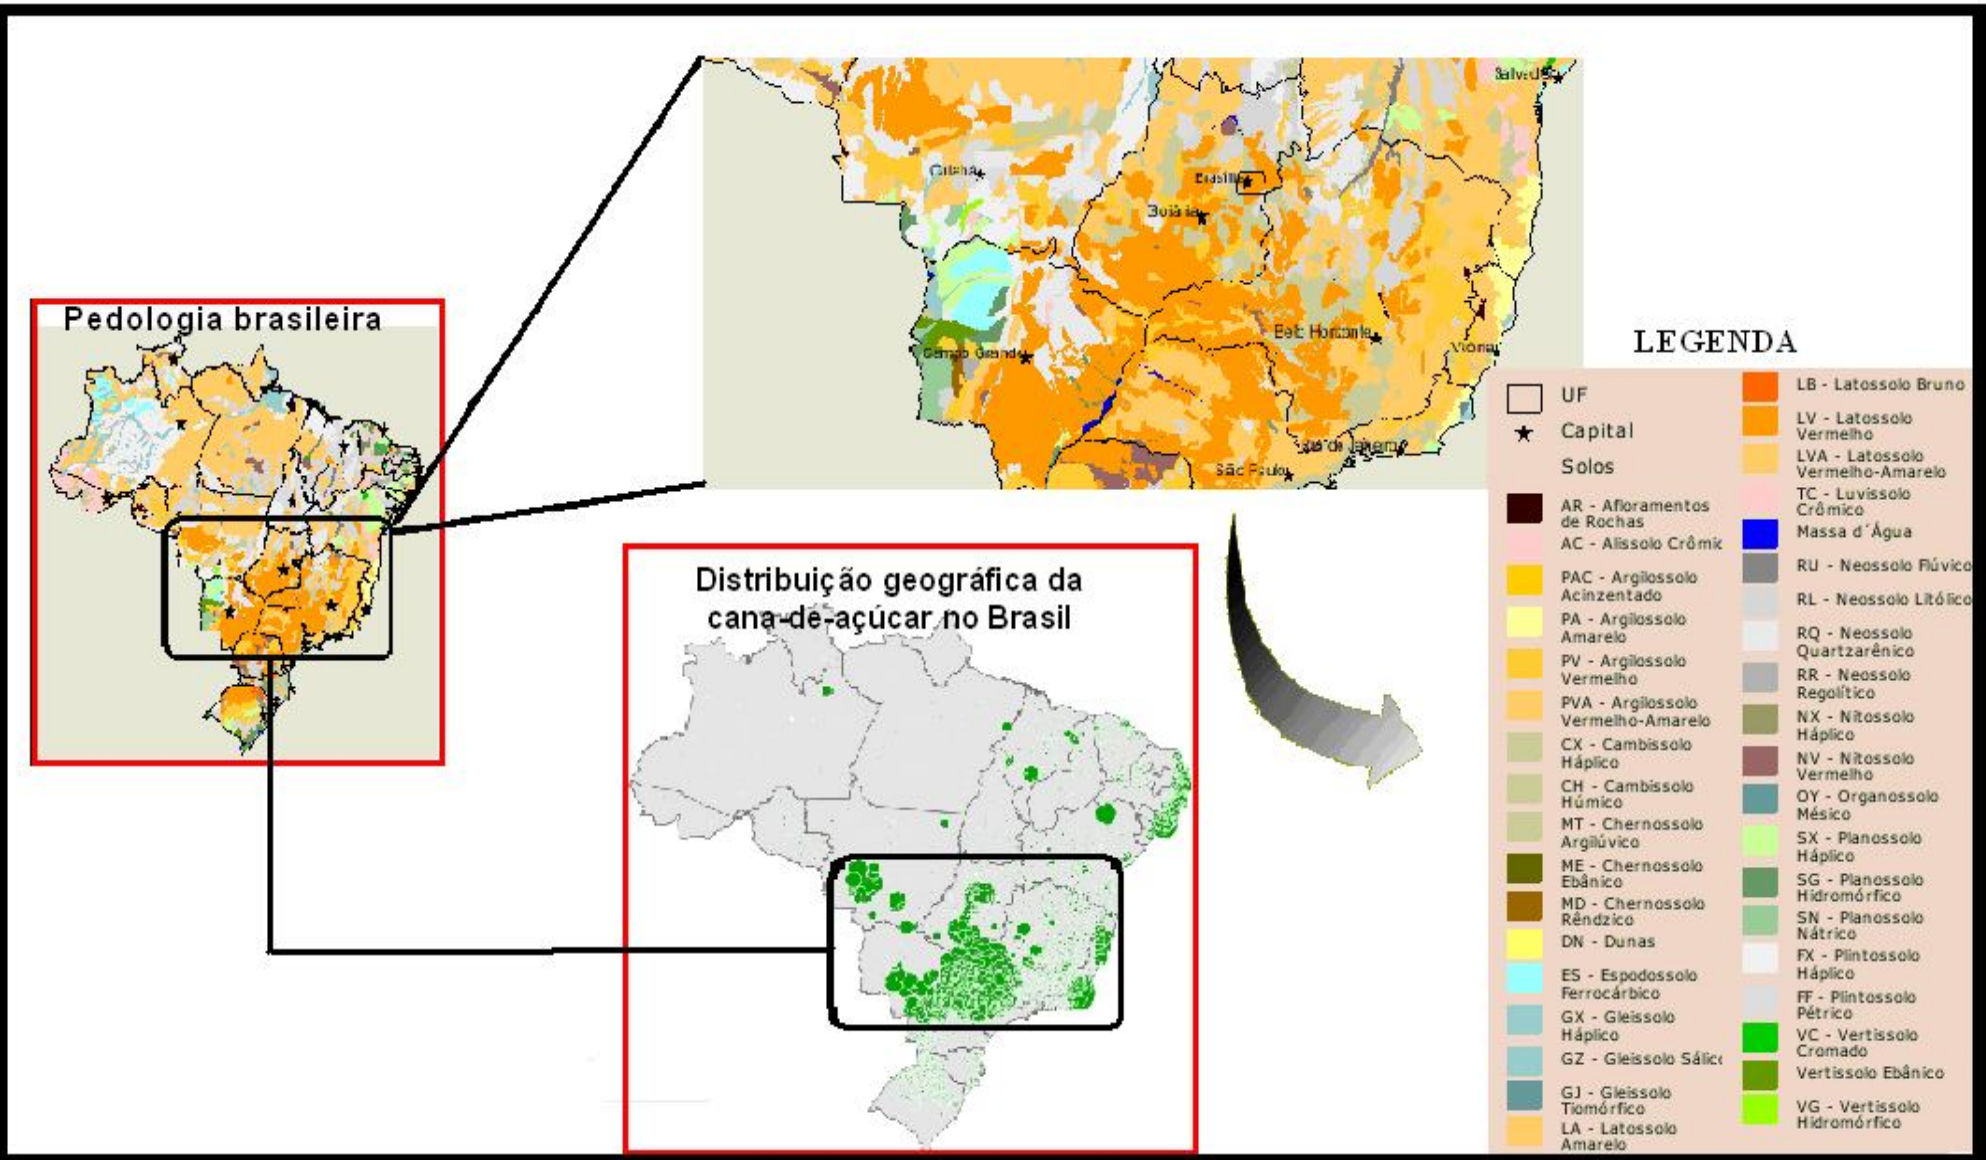 Pedologia brasileira
Salvador
Cuiabá
Brasília
Goiânia
Belo Horizonte
Campo Grande
Vitória
Rio de Janeiro
São Paulo
Distribuição geográfica da
cana-de-açúcar no Brasil
LEGENDA
UF
Capital
Solos
AR - Afloramentos
de Rochas
AC - Alissolo Crômic
PAC - Argilossolo
Acinzentado
PA - Argilossolo
Amarelo
PV - Argilossolo
Vermelho
PVA - Argilossolo
Vermelho-Amarelo
CX - Cambissolo
Háplico
CH - Cambissolo
Húmico
MT - Chernossolo
Argilúvico
ME - Chernossolo
Ebânico
MD - Chernossolo
Rêndzico
DN - Dunas
ES - Espodossolo
Ferrocárbico
GX - Gleissolo
Háplico
GZ - Gleissolo Sálico
GJ - Gleissolo
Tiomórfico
LA - Latossolo
Amarelo
LB - Latossolo Bruno
LV - Latossolo
Vermelho
LVA - Latossolo
Vermelho-Amarelo
TC - Luvissolo
Crômico
Massa d´Água
RU - Neossolo Flúvico
RL - Neossolo Litólico
RQ - Neossolo
Quartzarênico
RR - Neossolo
Regolítico
NX - Nitossolo
Háplico
NV - Nitossolo
Vermelho
OY - Organossolo
Mésico
SX - Planossolo
Háplico
SG - Planossolo
Hidromórfico
SN - Planossolo
Nátrico
FX - Plintossolo
Háplico
FF - Plintossolo
Pétrico
VC - Vertissolo
Cromado
Vertissolo Ebânico
VG - Vertissolo
Hidromórfico